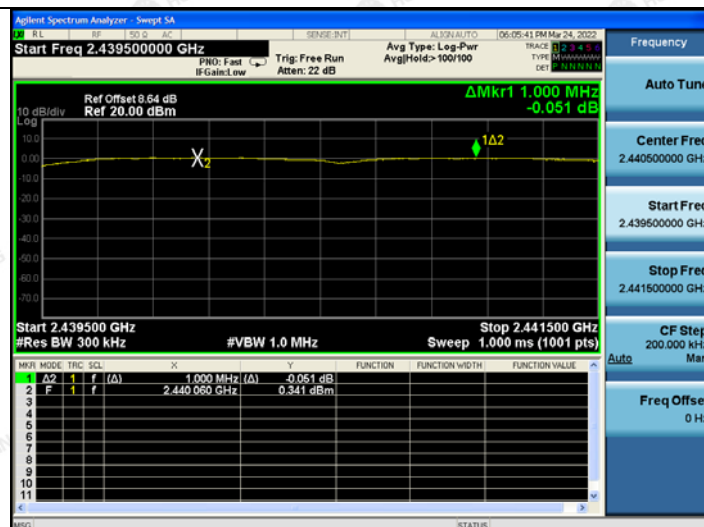 Agilent Spectrum Analyzer - Swept SA
RL RF 50 Ω AC SENSE:INT ALIGNAUTO 06:05:41 PM Mar 24, 2022
Start Freq 2.439500000 GHz
PNO: Fast
IFGain:Low
Trig: Free Run
Atten: 22 dB
Avg Type: Log-Pwr
Avg|Hold:>100/100
TRACE 1 2 3 4 5 6
TYPE M
DET P N N N N N
Ref Offset 8.64 dB
Ref 20.00 dBm
10 dB/div
Log
ΔMkr1 1.000 MHz
-0.051 dB
10.0
0.00
-10.0
-20.0
-30.0
-40.0
-50.0
-60.0
-70.0
1Δ2
X2
Start 2.439500 GHz
Stop 2.441500 GHz
#Res BW 300 kHz #VBW 1.0 MHz Sweep 1.000 ms (1001 pts)
MKR MODE TRC SCL X Y FUNCTION FUNCTION WIDTH FUNCTION VALUE
1 Δ2 1 f (Δ) 1.000 MHz (Δ) -0.051 dB
2 F 1 f 2.440 060 GHz 0.341 dBm
3
4
5
6
7
8
9
10
11
MSG STATUS
Frequency
Auto Tune
Center Freq
2.440500000 GHz
Start Freq
2.439500000 GHz
Stop Freq
2.441500000 GHz
CF Step
200.000 kHz
Auto Man
Freq Offset
0 Hz